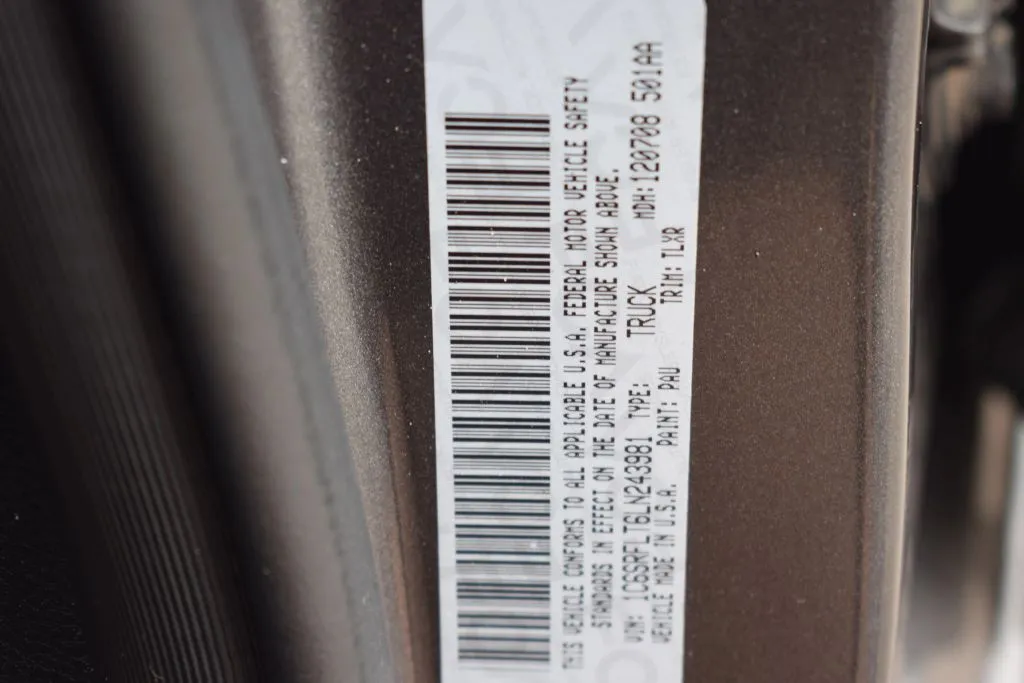 THIS VEHICLE CONFORMS TO ALL APPLICABLE U.S.A. FEDERAL MOTOR VEHICLE SAFETY
STANDARDS IN EFFECT ON THE DATE OF MANUFACTURE SHOWN ABOVE.
VIN: 1C6SRFLT6LN243981 TYPE: TRUCK MDH:120708 501AA
VEHICLE MADE IN U.S.A. PAINT: PAU TRIM: TLXR